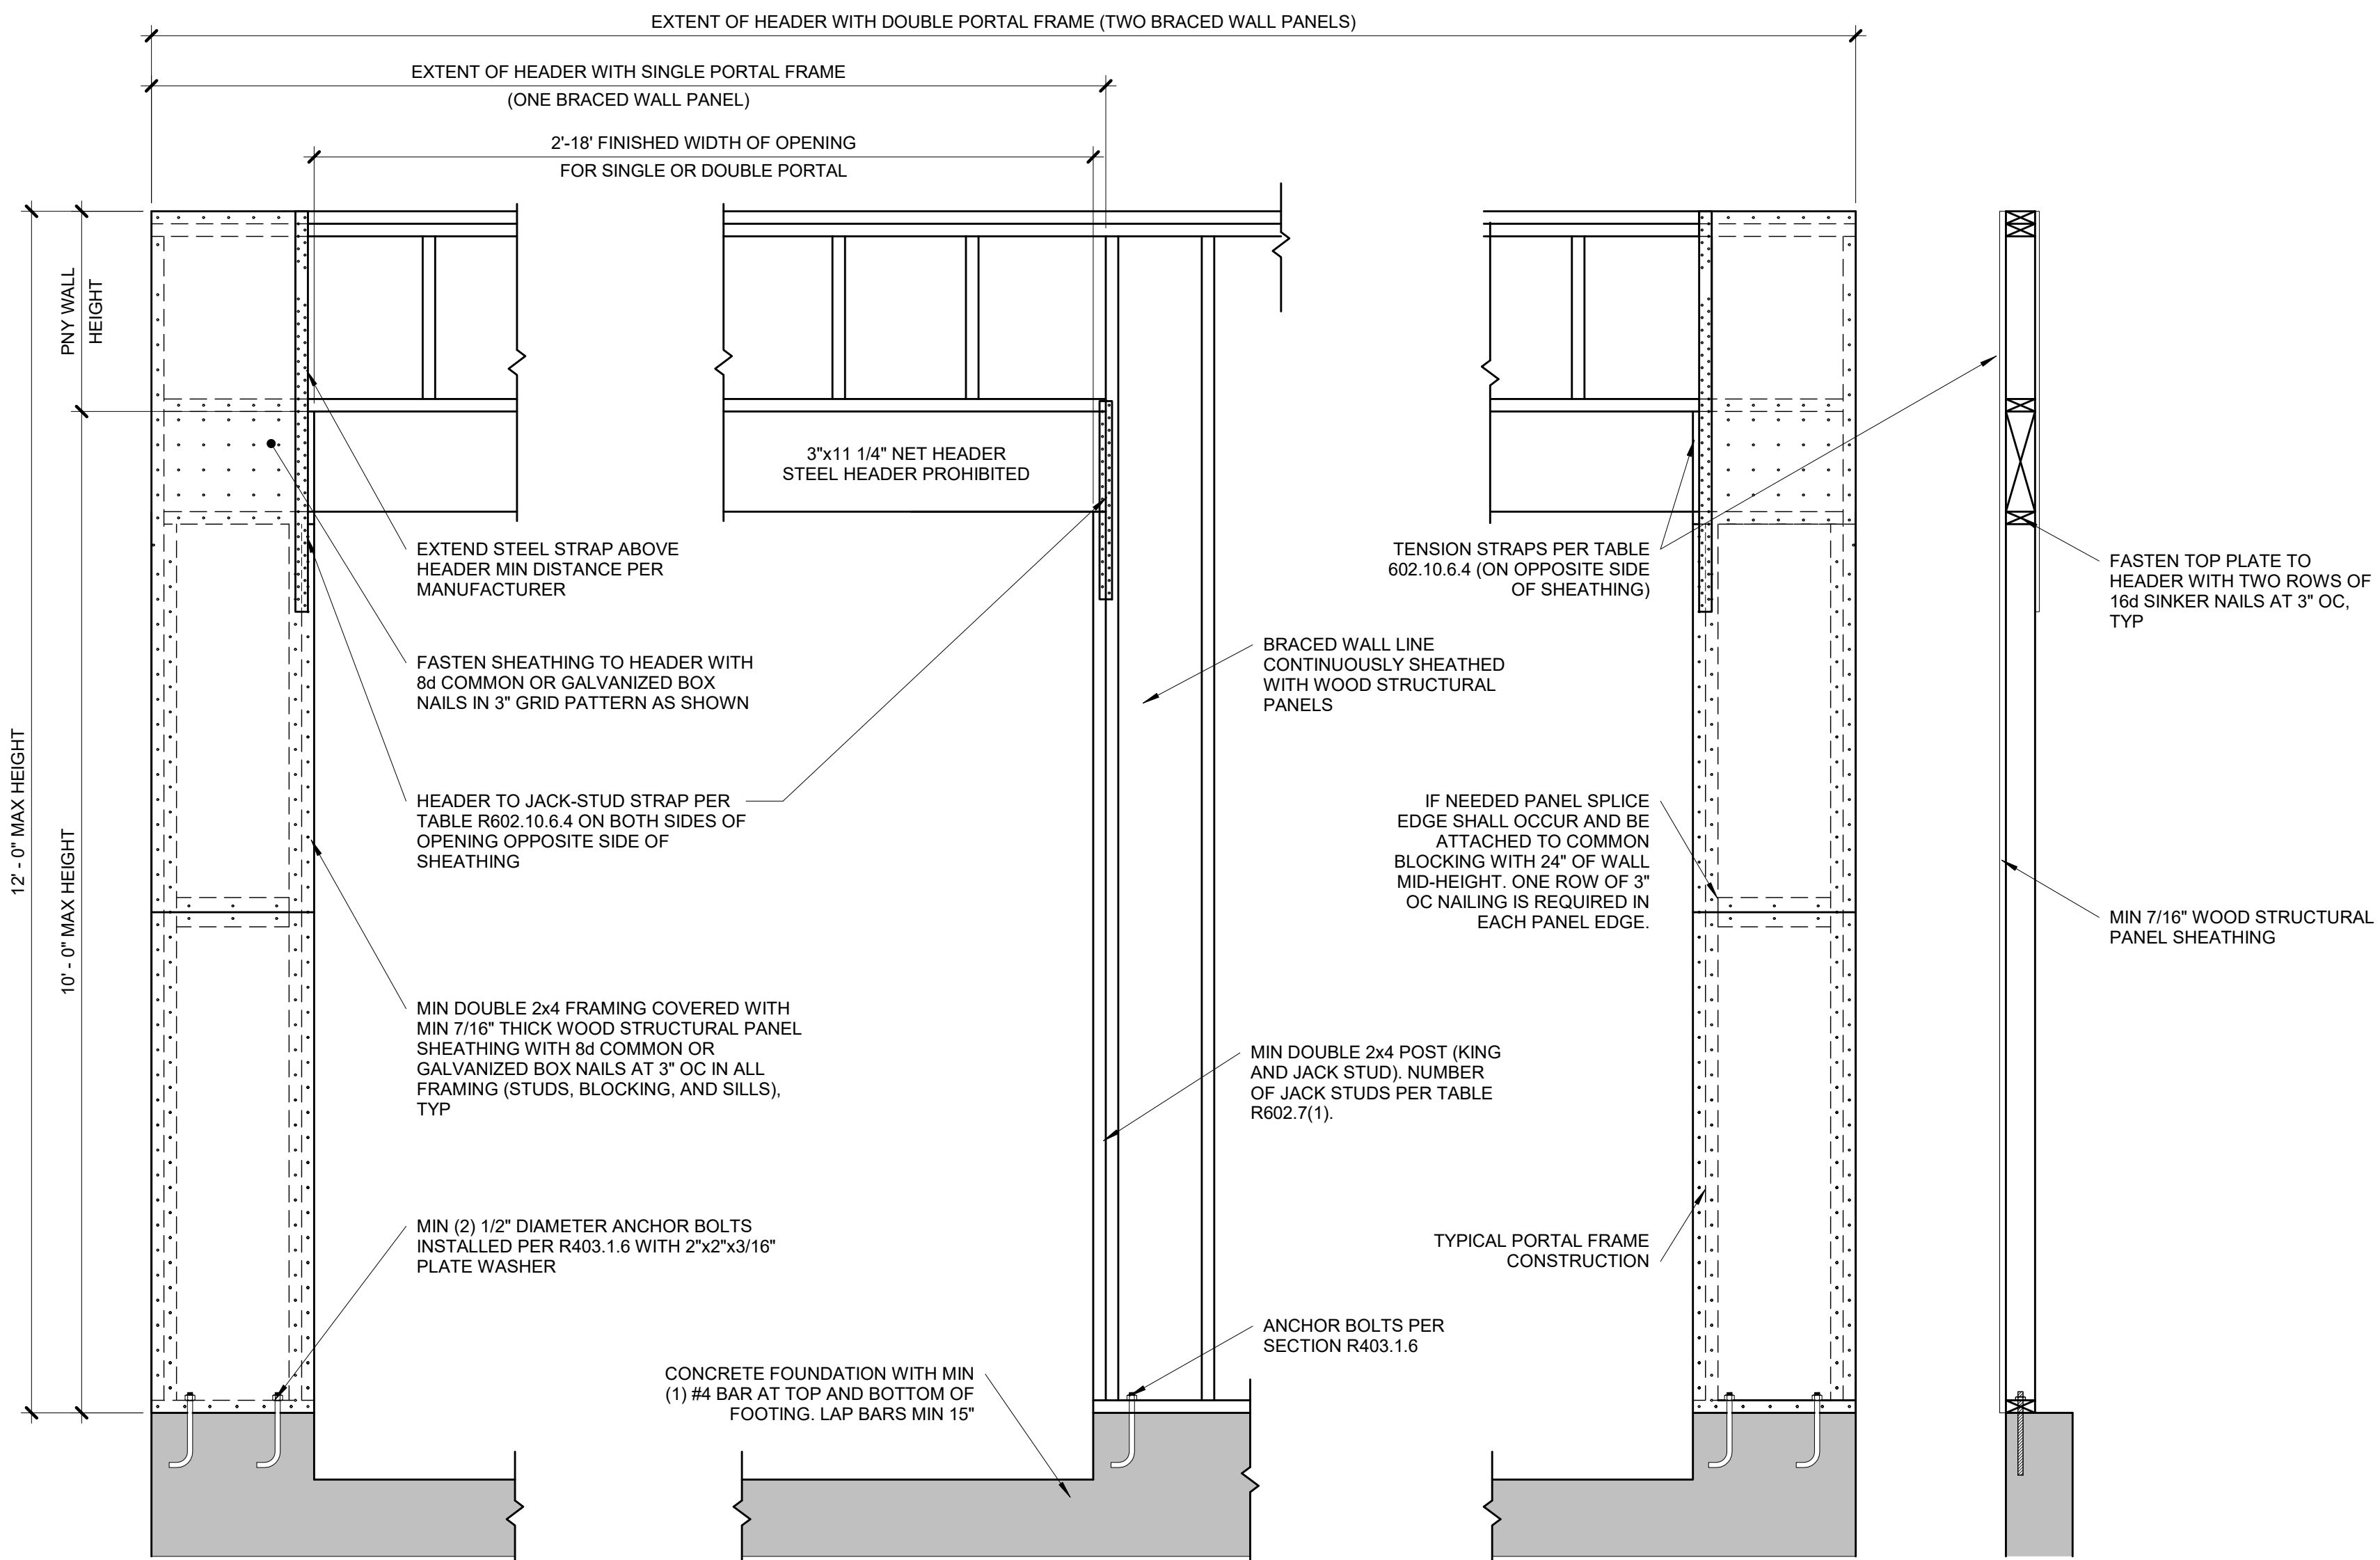 EXTENT OF HEADER WITH DOUBLE PORTAL FRAME (TWO BRACED WALL PANELS)
EXTENT OF HEADER WITH SINGLE PORTAL FRAME
(ONE BRACED WALL PANEL)
2'-18' FINISHED WIDTH OF OPENING
FOR SINGLE OR DOUBLE PORTAL
PNY WALL
HEIGHT
12' - 0" MAX HEIGHT
10' - 0" MAX HEIGHT
3"x11 1/4" NET HEADER
STEEL HEADER PROHIBITED
EXTEND STEEL STRAP ABOVE
HEADER MIN DISTANCE PER
MANUFACTURER
FASTEN SHEATHING TO HEADER WITH
8d COMMON OR GALVANIZED BOX
NAILS IN 3" GRID PATTERN AS SHOWN
HEADER TO JACK-STUD STRAP PER
TABLE R602.10.6.4 ON BOTH SIDES OF
OPENING OPPOSITE SIDE OF
SHEATHING
MIN DOUBLE 2x4 FRAMING COVERED WITH
MIN 7/16" THICK WOOD STRUCTURAL PANEL
SHEATHING WITH 8d COMMON OR
GALVANIZED BOX NAILS AT 3" OC IN ALL
FRAMING (STUDS, BLOCKING, AND SILLS),
TYP
MIN (2) 1/2" DIAMETER ANCHOR BOLTS
INSTALLED PER R403.1.6 WITH 2"x2"x3/16"
PLATE WASHER
CONCRETE FOUNDATION WITH MIN
(1) #4 BAR AT TOP AND BOTTOM OF
FOOTING. LAP BARS MIN 15"
TENSION STRAPS PER TABLE
602.10.6.4 (ON OPPOSITE SIDE
OF SHEATHING)
BRACED WALL LINE
CONTINUOUSLY SHEATHED
WITH WOOD STRUCTURAL
PANELS
IF NEEDED PANEL SPLICE
EDGE SHALL OCCUR AND BE
ATTACHED TO COMMON
BLOCKING WITH 24" OF WALL
MID-HEIGHT. ONE ROW OF 3"
OC NAILING IS REQUIRED IN
EACH PANEL EDGE.
MIN DOUBLE 2x4 POST (KING
AND JACK STUD). NUMBER
OF JACK STUDS PER TABLE
R602.7(1).
TYPICAL PORTAL FRAME
CONSTRUCTION
ANCHOR BOLTS PER
SECTION R403.1.6
FASTEN TOP PLATE TO
HEADER WITH TWO ROWS OF
16d SINKER NAILS AT 3" OC,
TYP
MIN 7/16" WOOD STRUCTURAL
PANEL SHEATHING